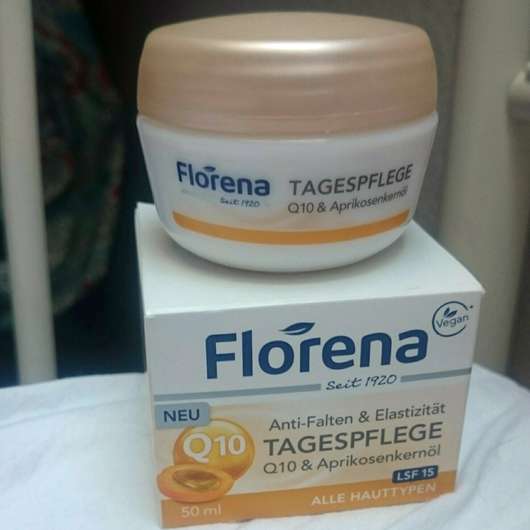 Florena
Seit 1920
TAGESPFLEGE
Q10 & Aprikosenkernöl
Florena
Seit 1920
Vegan*
NEU
Q10
Anti-Falten & Elastizität
TAGESPFLEGE
Q10 & Aprikosenkernöl
LSF 15
50 ml
ALLE HAUTTYPEN